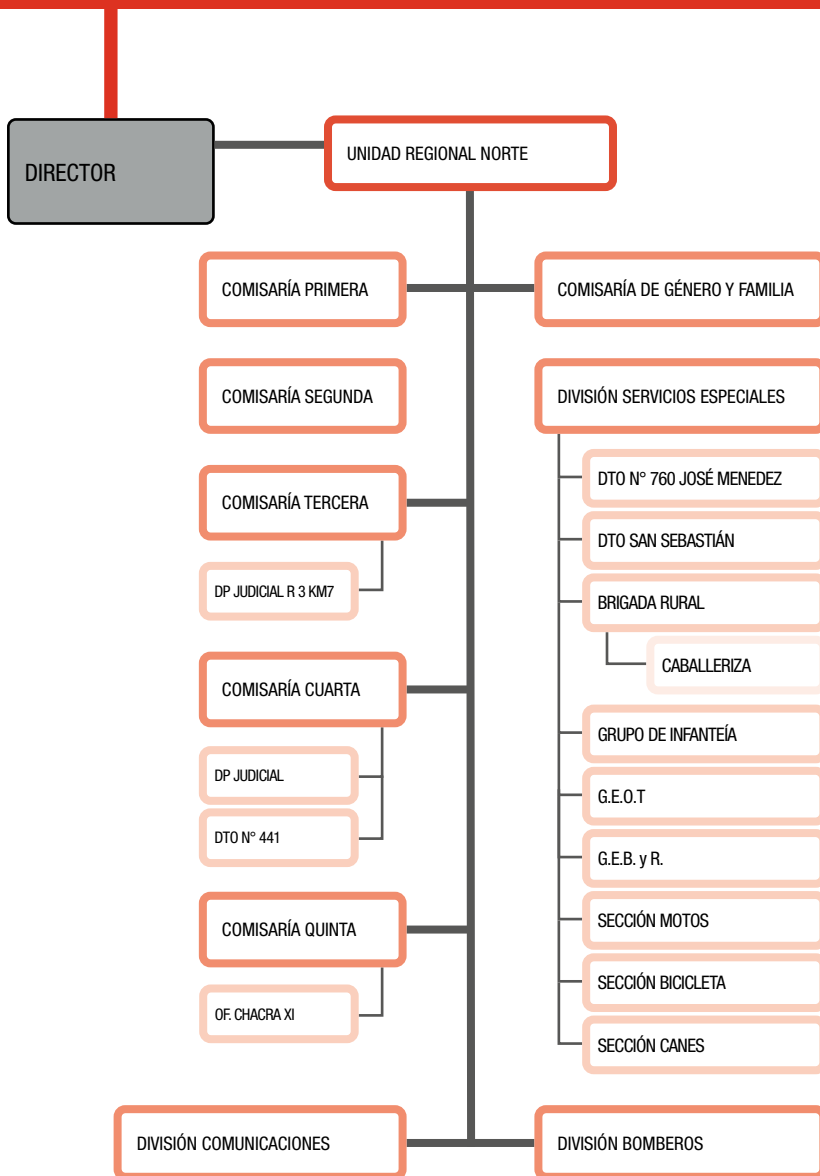 DIRECTOR
UNIDAD REGIONAL NORTE
COMISARÍA PRIMERA
COMISARÍA DE GÉNERO Y FAMILIA
COMISARÍA SEGUNDA
DIVISIÓN SERVICIOS ESPECIALES
COMISARÍA TERCERA
DP JUDICIAL R 3 KM7
DTO N° 760 JOSÉ MENEDEZ
DTO SAN SEBASTIÁN
BRIGADA RURAL
CABALLERIZA
COMISARÍA CUARTA
DP JUDICIAL
DTO N° 441
GRUPO DE INFANTEÍA
G.E.O.T
G.E.B. y R.
COMISARÍA QUINTA
OF. CHACRA XI
SECCIÓN MOTOS
SECCIÓN BICICLETA
SECCIÓN CANES
DIVISIÓN COMUNICACIONES
DIVISIÓN BOMBEROS